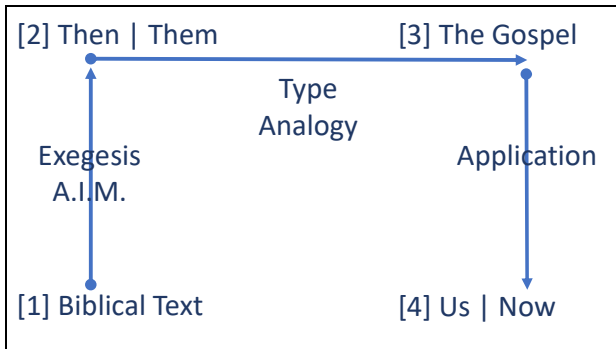 [2] Then | Them
[3] The Gospel
Type
Analogy
Exegesis
A.I.M.
Application
[1] Biblical Text
[4] Us | Now